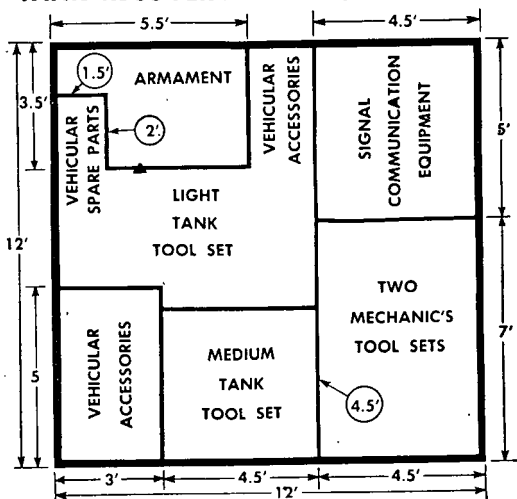 5.5'
4.5'
1.5'
ARMAMENT
3.5'
2'
VEHICULAR
SPARE PARTS
VEHICULAR
ACCESSORIES
SIGNAL
COMMUNICATION
EQUIPMENT
5'
LIGHT
TANK
TOOL SET
12'
TWO
MECHANIC'S
TOOL SETS
7'
5
VEHICULAR
ACCESSORIES
MEDIUM
TANK
TOOL SET
4.5'
3'
4.5'
4.5'
12'